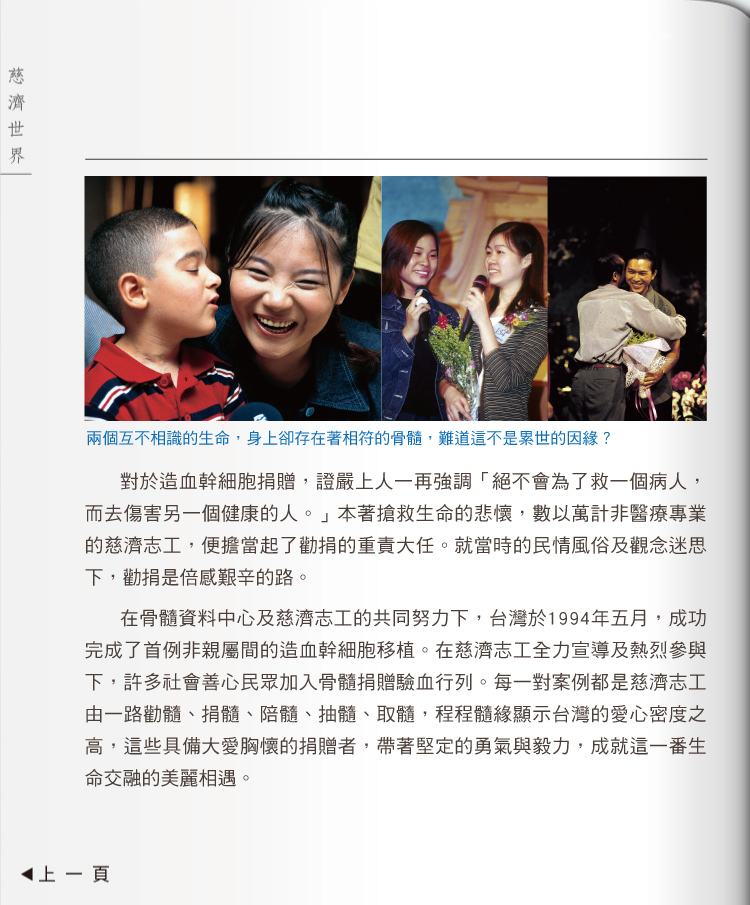 慈濟世界
兩個互不相識的生命，身上卻存在著相符的骨髓，難道這不是累世的因緣？
對於造血幹細胞捐贈，證嚴上人一再強調「絕不會為了救一個病人，
而去傷害另一個健康的人。」本著搶救生命的悲懷，數以萬計非醫療專業
的慈濟志工，便擔當起了勸捐的重責大任。就當時的民情風俗及觀念迷思
下，勸捐是倍感艱辛的路。
在骨髓資料中心及慈濟志工的共同努力下，台灣於1994年五月，成功
完成了首例非親屬間的造血幹細胞移植。在慈濟志工全力宣導及熱烈參與
下，許多社會善心民眾加入骨髓捐贈驗血行列。每一對案例都是慈濟志工
由一路勸髓、捐髓、陪髓、抽髓、取髓，程程髓緣顯示台灣的愛心密度之
高，這些具備大愛胸懷的捐贈者，帶著堅定的勇氣與毅力，成就這一番生
命交融的美麗相遇。
◀上一頁